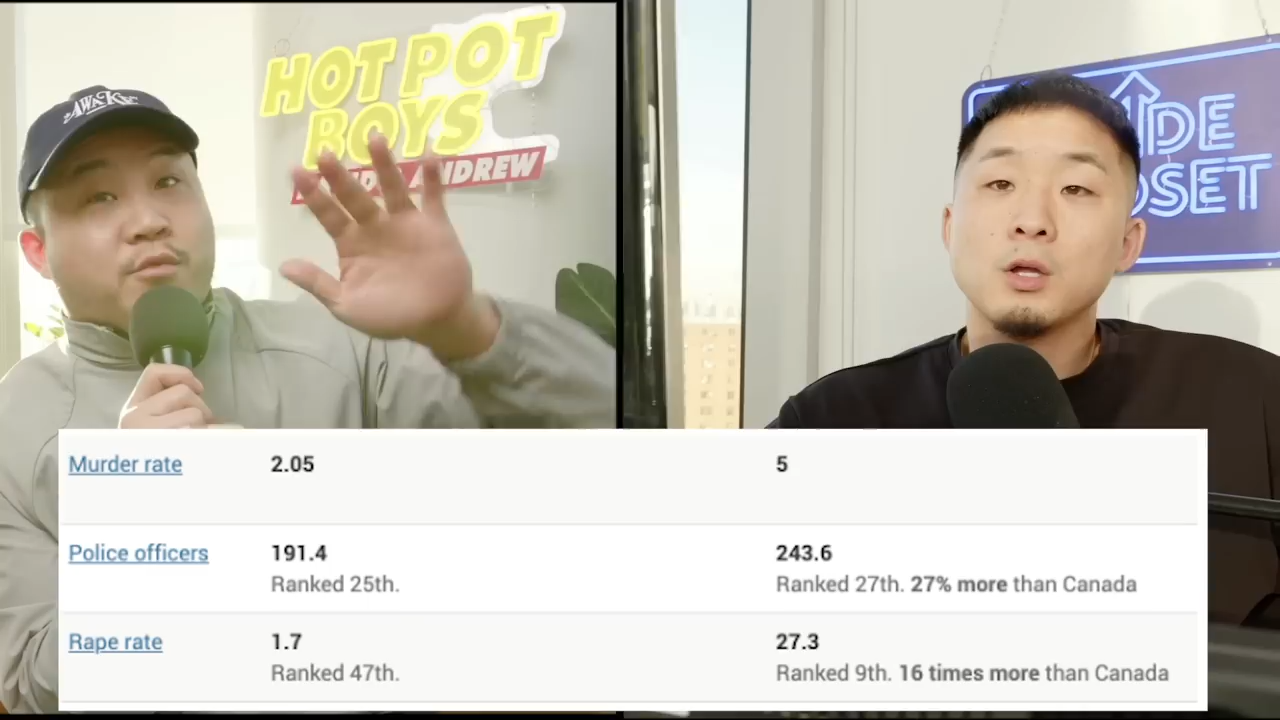 AWAKE
HOT POT
BOYS
ANDREW
IDE
OSET
Murder rate 2.05 5
Police officers 191.4 243.6
Ranked 25th. Ranked 27th. 27% more than Canada
Rape rate 1.7 27.3
Ranked 47th. Ranked 9th. 16 times more than Canada